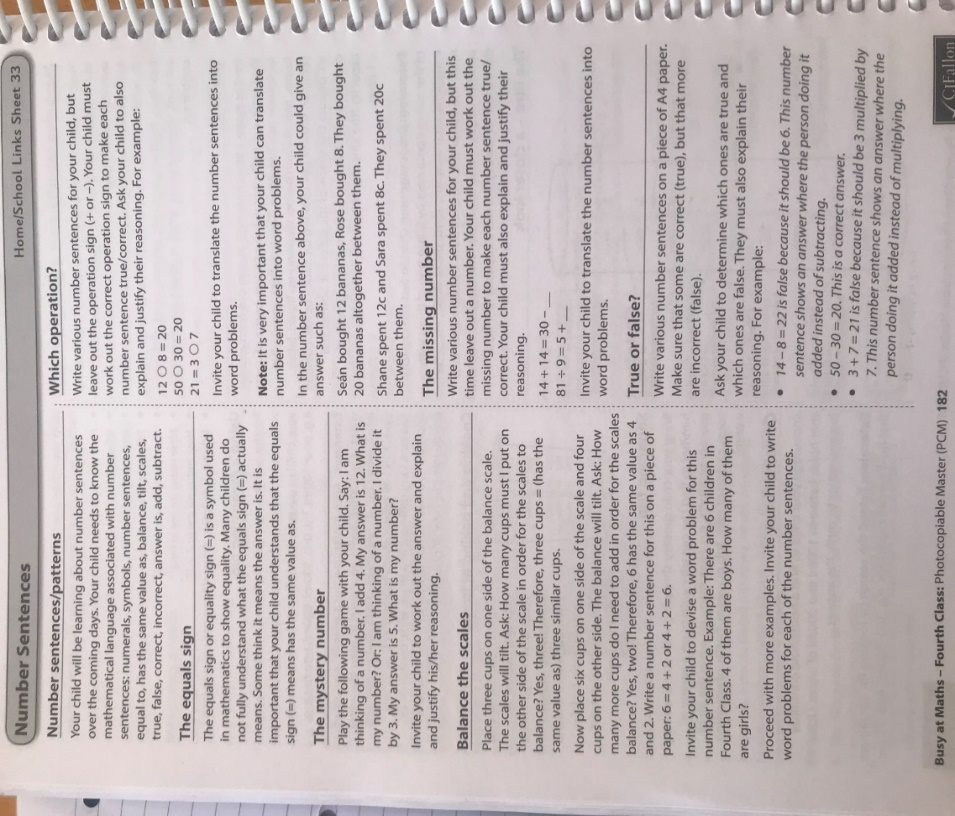 Number Sentences
Home/School Links Sheet 33
Number sentences/patterns
Your child will be learning about number sentences
over the coming days. Your child needs to know the
mathematical language associated with number
sentences: numerals, symbols, number sentences,
equal to, has the same value as, balance, tilt, scales,
true, false, correct, incorrect, answer is, add, subtract.
The equals sign
The equals sign or equality sign (=) is a symbol used
in mathematics to show equality. Many children do
not fully understand what the equals sign (=) actually
means. Some think it means the answer is. It is
important that your child understands that the equals
sign (=) means has the same value as.
The mystery number
Play the following game with your child. Say: I am
thinking of a number. I add 4. My answer is 12. What is
my number? Or: I am thinking of a number. I divide it
by 3. My answer is 5. What is my number?
Invite your child to work out the answer and explain
and justify his/her reasoning.
Balance the scales
Place three cups on one side of the balance scale.
The scales will tilt. Ask: How many cups must I put on
the other side of the scale in order for the scales to
balance? Yes, three! Therefore, three cups = (has the
same value as) three similar cups.
Now place six cups on one side of the scale and four
cups on the other side. The balance will tilt. Ask: How
many more cups do I need to add in order for the scales
balance? Yes, two! Therefore, 6 has the same value as 4
and 2. Write a number sentence for this on a piece of
paper: 6 = 4 + 2 or 4 + 2 = 6.
Invite your child to devise a word problem for this
number sentence. Example: There are 6 children in
Fourth Class. 4 of them are boys. How many of them
are girls?
Proceed with more examples. Invite your child to write
word problems for each of the number sentences.
Which operation?
Write various number sentences for your child, but
leave out the operation sign (+ or −). Your child must
work out the correct operation sign to make each
number sentence true/correct. Ask your child to also
explain and justify their reasoning. For example:
12 ○ 8 = 20
50 ○ 30 = 20
21 = 3 ○ 7
Invite your child to translate the number sentences into
word problems.
Note: It is very important that your child can translate
number sentences into word problems.
In the number sentence above, your child could give an
answer such as:
Seán bought 12 bananas, Rose bought 8. They bought
20 bananas altogether between them.
Shane spent 12c and Sara spent 8c. They spent 20c
between them.
The missing number
Write various number sentences for your child, but this
time leave out a number. Your child must work out the
missing number to make each number sentence true/
correct. Your child must also explain and justify their
reasoning.
14 + 14 = 30 − __
81 ÷ 9 = 5 + __
Invite your child to translate the number sentences into
word problems.
True or false?
Write various number sentences on a piece of A4 paper.
Make sure that some are correct (true), but that more
are incorrect (false).
Ask your child to determine which ones are true and
which ones are false. They must also explain their
reasoning. For example:
• 14 − 8 = 22 is false because it should be 6. This number
sentence shows an answer where the person doing it
added instead of subtracting.
• 50 − 30 = 20. This is a correct answer.
• 3 + 7 = 21 is false because it should be 3 multiplied by
7. This number sentence shows an answer where the
person doing it added instead of multiplying.
Busy at Maths – Fourth Class: Photocopiable Master (PCM) 182
CJFallon